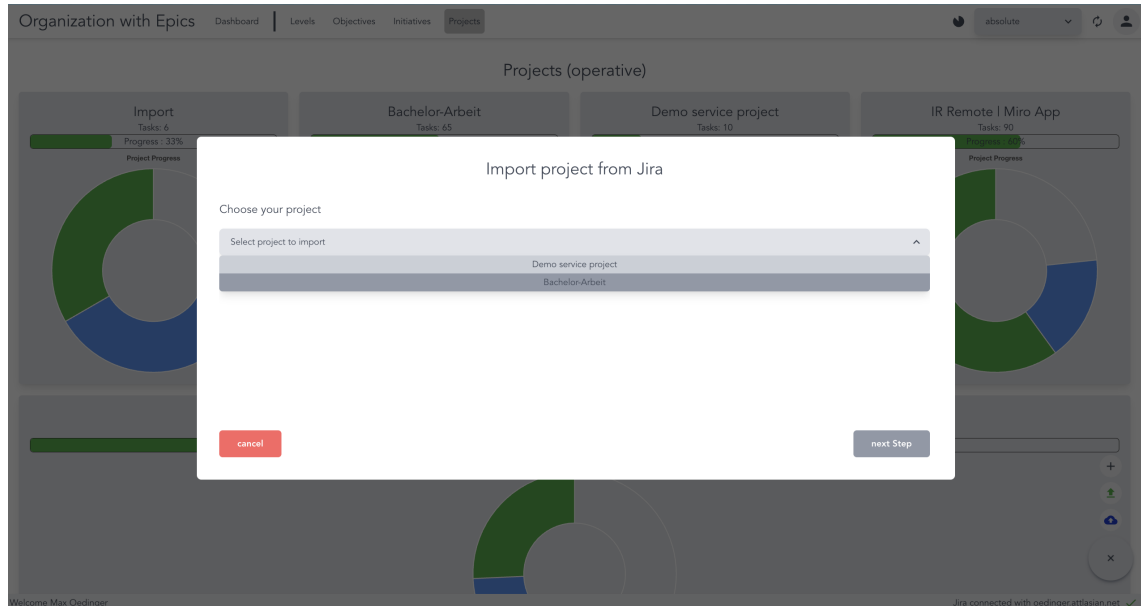 Organization with Epics Dashboard Levels Objectives Initiatives Projects absolute
Projects (operative)
Import Bachelor-Arbeit Demo service project IR Remote | Miro App
Tasks: 6 Tasks: 65 Tasks: 10 Tasks: 90
Progress : 33% Progress : 60%
Project Progress Project Progress
Import project from Jira
Choose your project
Select project to import
Demo service project
Bachelor-Arbeit
cancel next Step
Welcome Max Oedinger Jira connected with oedinger.attlasian.net